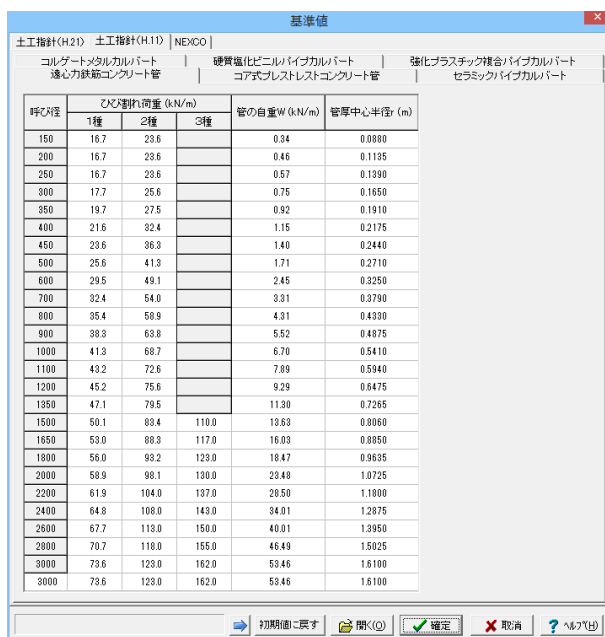 基準値
土工指針(H.21) 土工指針(H.11) NEXCO
コルゲートメタルカルバート 硬質塩化ビニルパイプカルバート 強化プラスチック複合パイプカルバート
遠心力鉄筋コンクリート管 コア式プレストレストコンクリート管 セラミックパイプカルバート
呼び径 ひび割れ荷重(kN/m) 管の自重W(kN/m) 管厚中心半径r(m)
1種 2種 3種
150 16.7 23.6 0.34 0.0880
200 16.7 23.6 0.46 0.1135
250 16.7 23.6 0.57 0.1390
300 17.7 25.6 0.75 0.1650
350 19.7 27.5 0.92 0.1910
400 21.6 32.4 1.15 0.2175
450 23.6 36.3 1.40 0.2440
500 25.6 41.3 1.71 0.2710
600 29.5 49.1 2.45 0.3250
700 32.4 54.0 3.31 0.3790
800 35.4 58.9 4.31 0.4330
900 38.3 63.8 5.52 0.4875
1000 41.3 68.7 6.70 0.5410
1100 43.2 72.6 7.89 0.5940
1200 45.2 75.6 9.29 0.6475
1350 47.1 79.5 11.30 0.7265
1500 50.1 83.4 110.0 13.63 0.8060
1650 53.0 88.3 117.0 16.03 0.8850
1800 56.0 93.2 123.0 18.47 0.9635
2000 58.9 98.1 130.0 23.48 1.0725
2200 61.9 104.0 137.0 28.50 1.1800
2400 64.8 108.0 143.0 34.01 1.2875
2600 67.7 113.0 150.0 40.01 1.3950
2800 70.7 118.0 155.0 46.49 1.5025
3000 73.6 123.0 162.0 53.46 1.6100
3000 73.6 123.0 162.0 53.46 1.6100
初期値に戻す 開く(O) 確定 取消 ヘルプ(H)